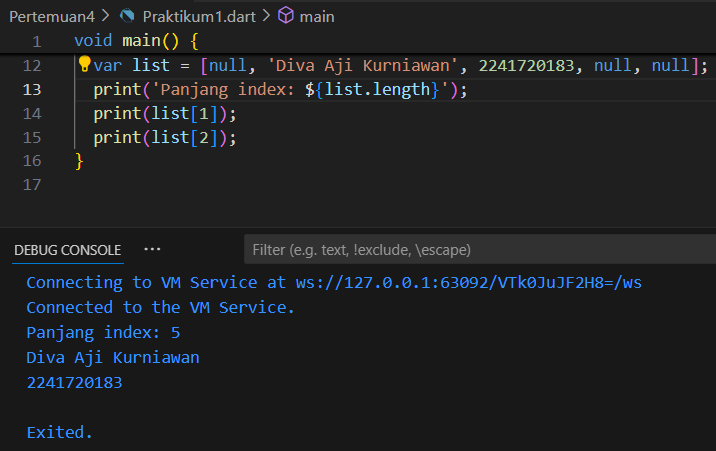 Pertemuan4 > Praktikum1.dart > main
1 void main() {
12 var list = [null, 'Diva Aji Kurniawan', 2241720183, null, null];
13 print('Panjang index: ${list.length}');
14 print(list[1]);
15 print(list[2]);
16 }
17
DEBUG CONSOLE ... Filter (e.g. text, !exclude, \escape)
Connecting to VM Service at ws://127.0.0.1:63092/VTk0JuJF2H8=/ws
Connected to the VM Service.
Panjang index: 5
Diva Aji Kurniawan
2241720183
Exited.